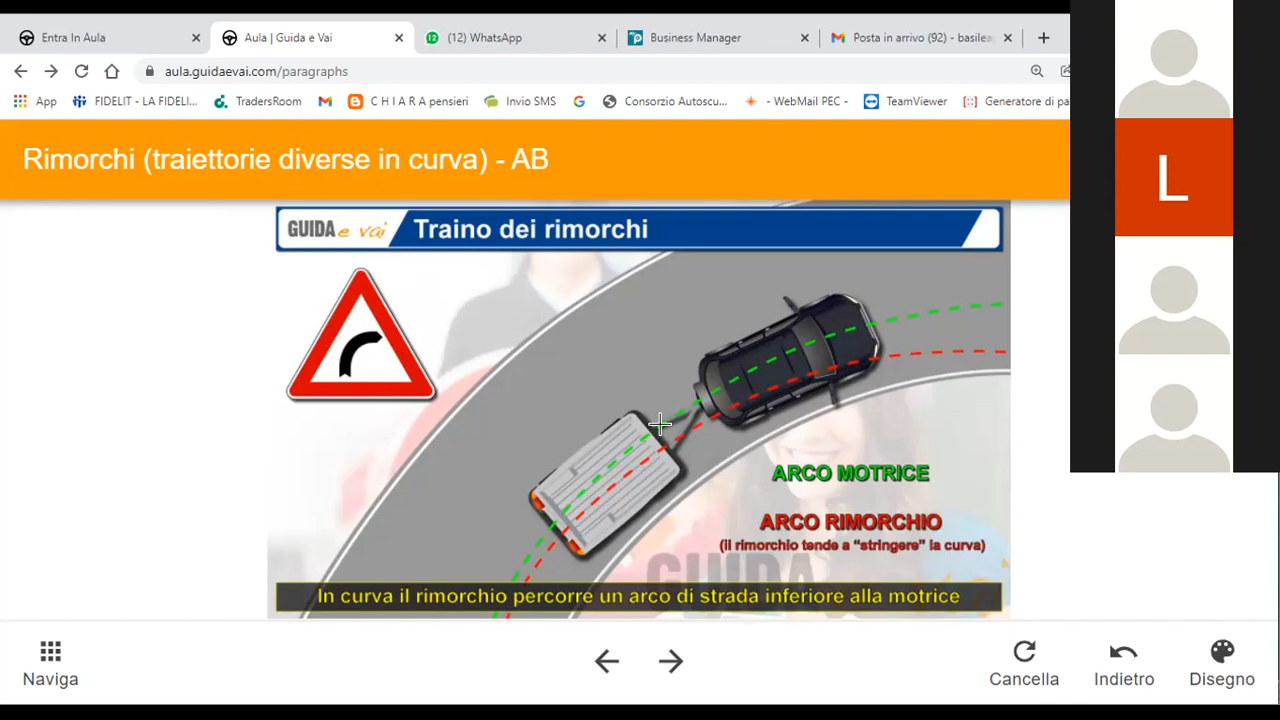 Entra In Aula
Aula | Guida e Vai
(12) WhatsApp
Business Manager
Posta in arrivo (92) - basilea
aula.guidaevai.com/paragraphs
App
FIDELIT - LA FIDELI...
TradersRoom
C H I A R A pensieri
Invio SMS
Consorzio Autoscu...
- WebMail PEC -
TeamViewer
Generatore di pa
Rimorchi (traiettorie diverse in curva) - AB
GUIDA e vai
Traino dei rimorchi
L
ARCO MOTRICE
ARCO RIMORCHIO
(il rimorchio tende a "stringere" la curva)
GUIDA
In curva il rimorchio percorre un arco di strada inferiore alla motrice
Naviga
Cancella
Indietro
Disegno